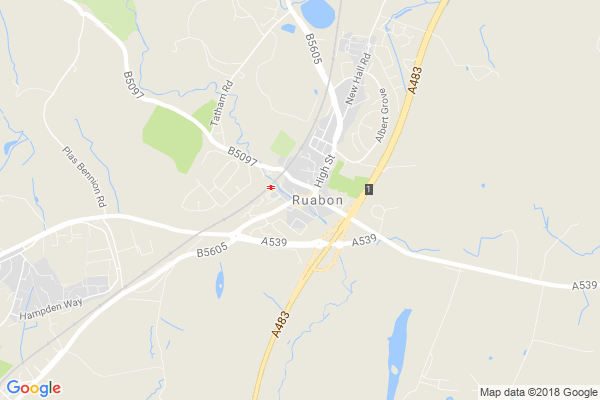 B5605
New Hall Rd
A483
B5097
Tatham Rd
Albert Grove
B5097
Plas Bennion Rd
High St
1
Ruabon
A539
A539
B5605
A539
Hampden Way
A483
Google
Map data ©2018 Google